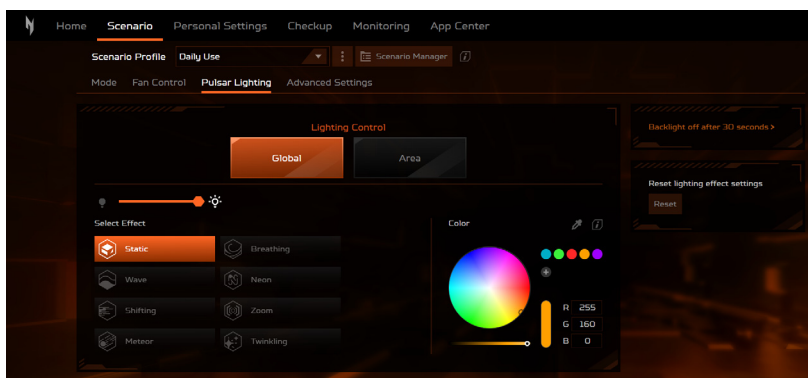 Home Scenario Personal Settings Checkup Monitoring App Center
Scenario Profile Daily Use Scenario Manager
Mode Fan Control Pulsar Lighting Advanced Settings
Lighting Control
Global Area
Select Effect
Static Breathing
Wave Neon
Shifting Zoom
Meteor Twinkling
Color
R 255
G 160
B 0
Backlight off after 30 seconds >
Reset lighting effect settings
Reset